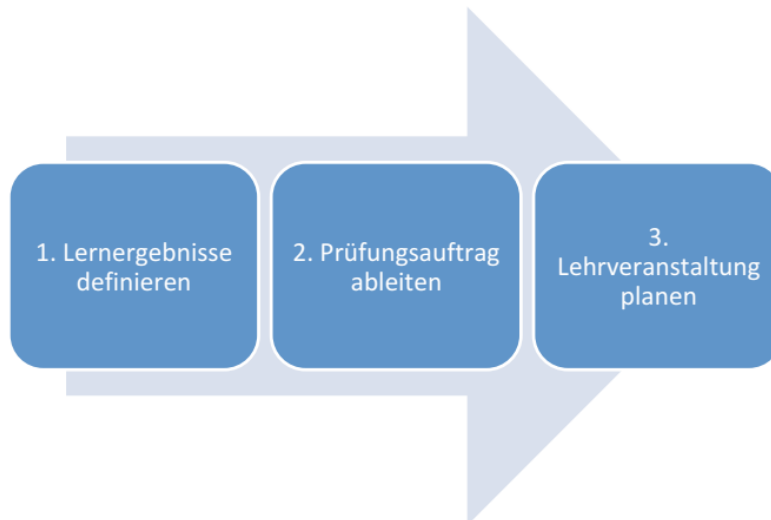 1. Lernergebnisse
definieren
2. Prüfungsauftrag
ableiten
3.
Lehrveranstaltung
planen